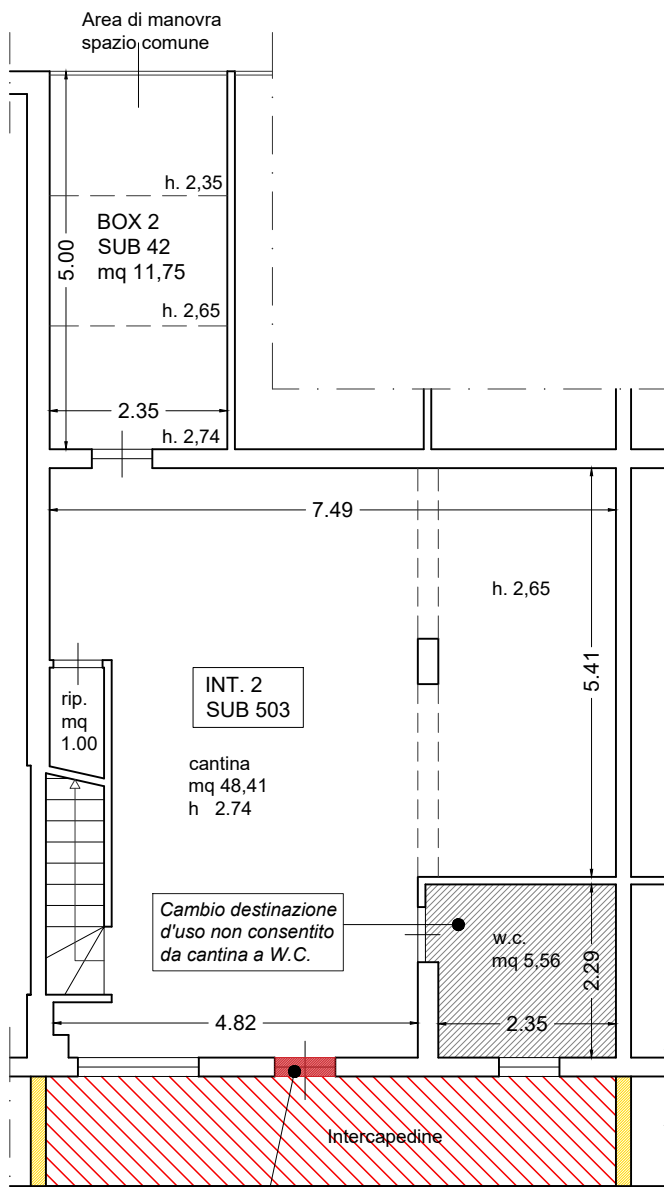 Area di manovra
spazio comune
h. 2,35
BOX 2
SUB 42
mq 11,75
5.00
h. 2,65
2.35
h. 2,74
7.49
h. 2,65
5.41
INT. 2
SUB 503
rip.
mq
1.00
cantina
mq 48,41
h 2.74
Cambio destinazione
d'uso non consentito
da cantina a W.C.
w.c.
mq 5,56
2.29
4.82
2.35
Intercapedine